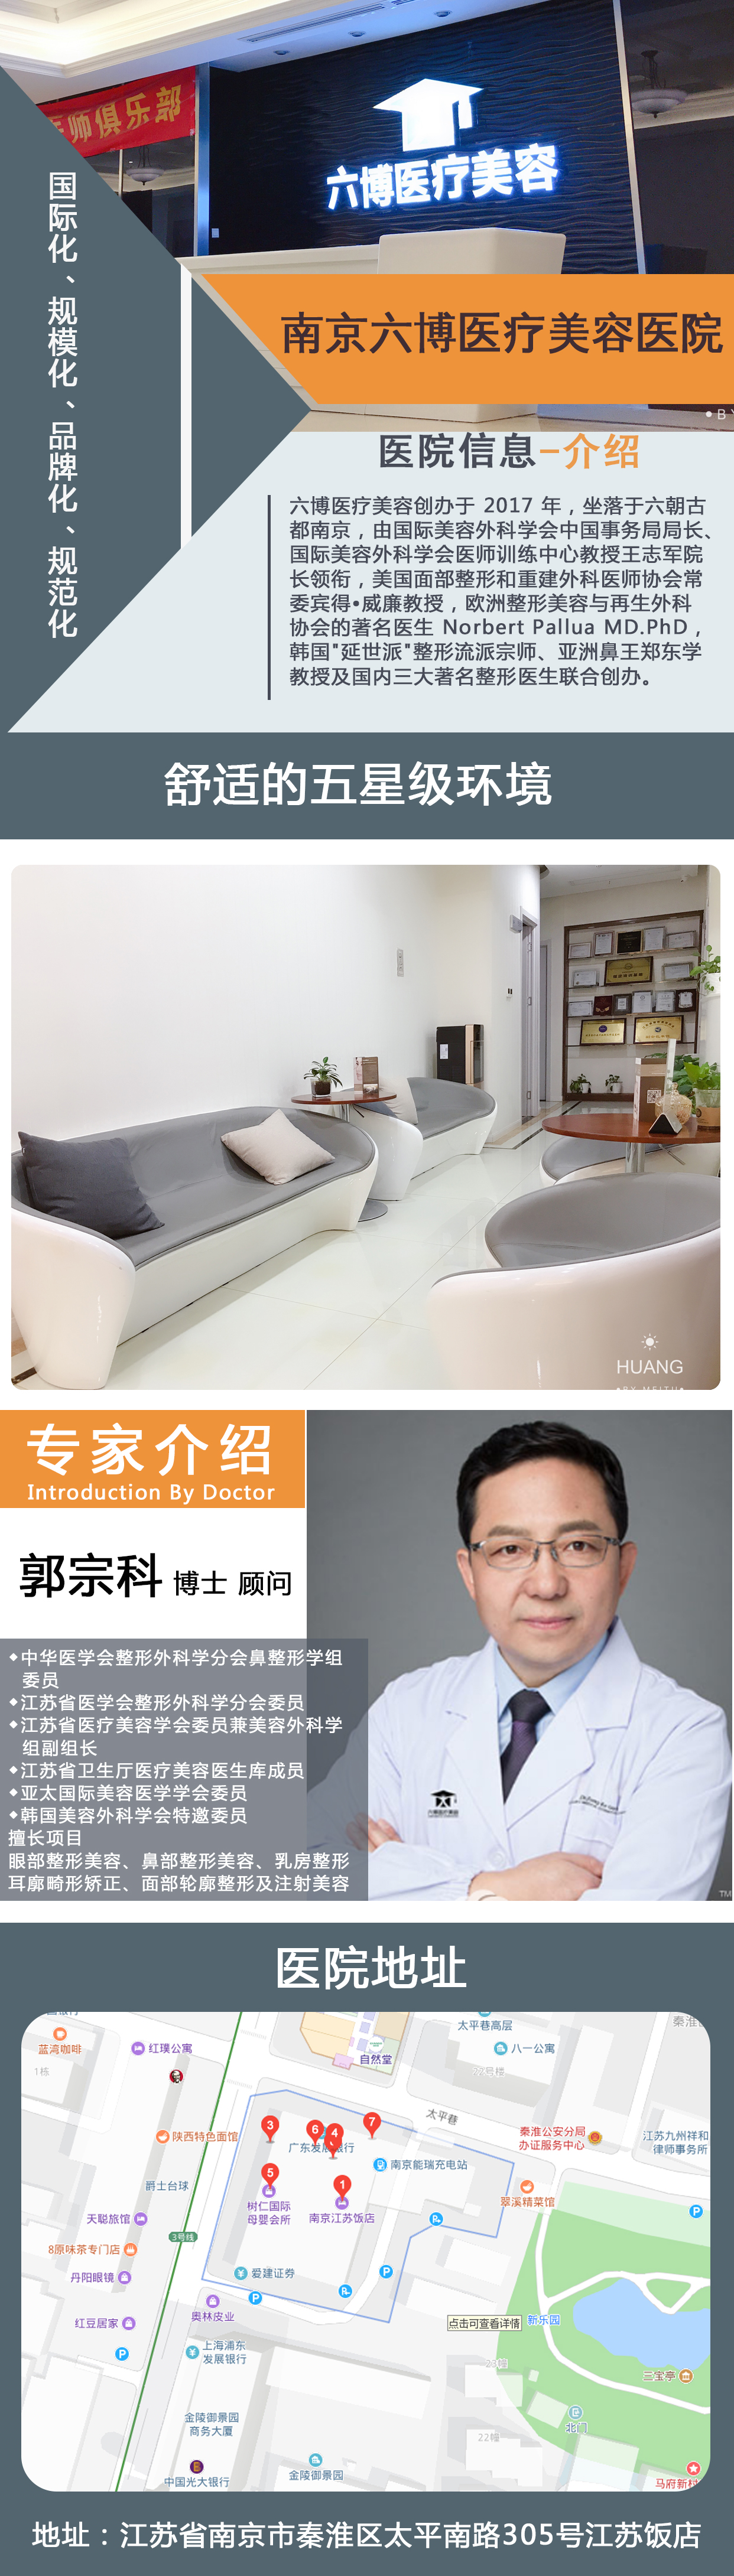 医师俱乐部
六博医疗美容
国际化、规模化、品牌化、规范化
南京六博医疗美容医院
医院信息-介绍
六博医疗美容创办于 2017 年，坐落于六朝古
都南京，由国际美容外科学会中国事务局局长、
国际美容外科学会医师训练中心教授王志军院
长领衔，美国面部整形和重建外科医师协会常
委宾得•威廉教授，欧洲整形美容与再生外科
协会的著名医生 Norbert Pallua MD.PhD，
韩国"延世派"整形流派宗师、亚洲鼻王郑东学
教授及国内三大著名整形医生联合创办。
舒适的五星级环境
HUANG
•BY MEITU•
专家介绍
Introduction By Doctor
郭宗科 博士 顾问
◆中华医学会整形外科学分会鼻整形学组
委员
◆江苏省医学会整形外科学分会委员
◆江苏省医疗美容学会委员兼美容外科学
组副组长
◆江苏省卫生厅医疗美容医生库成员
◆亚太国际美容医学学会委员
◆韩国美容外科学会特邀委员
擅长项目
眼部整形美容、鼻部整形美容、乳房整形
耳廓畸形矫正、面部轮廓整形及注射美容
TM
医院地址
蓝湾咖啡
1栋
红璞公寓
自然堂
太平巷高层
八一公寓
秦淮
陕西特色面馆
3
6
4
7
广东发展银行
太平巷
秦淮公安分局
办证服务中心
江苏九州祥和
律师事务所
南京能瑞充电站
爵士台球
5
1
树仁国际
母婴会所
南京江苏饭店
翠溪精菜馆
天聪旅馆
3号线
8原味茶专门店
爱建证券
丹阳眼镜
奥林皮业
红豆居家
点击可查看详情
新乐园
上海浦东
发展银行
23幢
三宝亭
金陵御景园
商务大厦
北门
22幢
中国光大银行
金陵御景园
马府新村
地址：江苏省南京市秦淮区太平南路305号江苏饭店